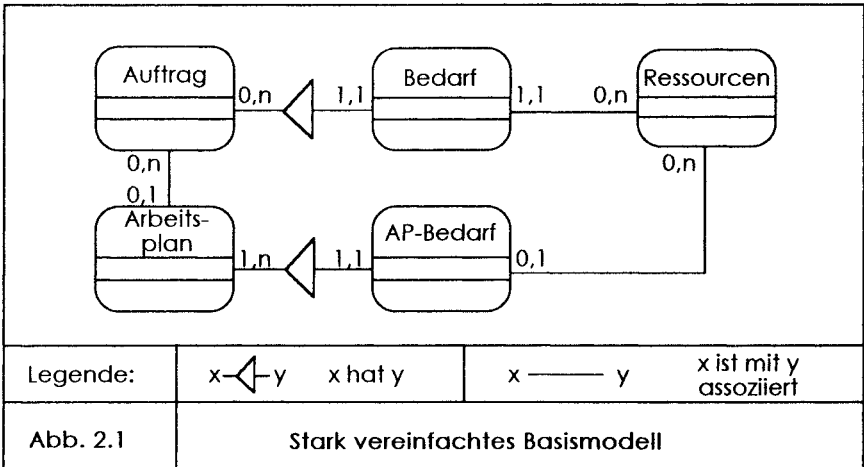 Auftrag
Bedarf
Ressourcen
0,n
1,1
1,1
0,n
0,n
0,n
0,1
Arbeits-
plan
AP-Bedarf
1,n
1,1
0,1
Legende:
x
y
x hat y
x
y
x ist mit y
assoziiert
Abb. 2.1
Stark vereinfachtes Basismodell